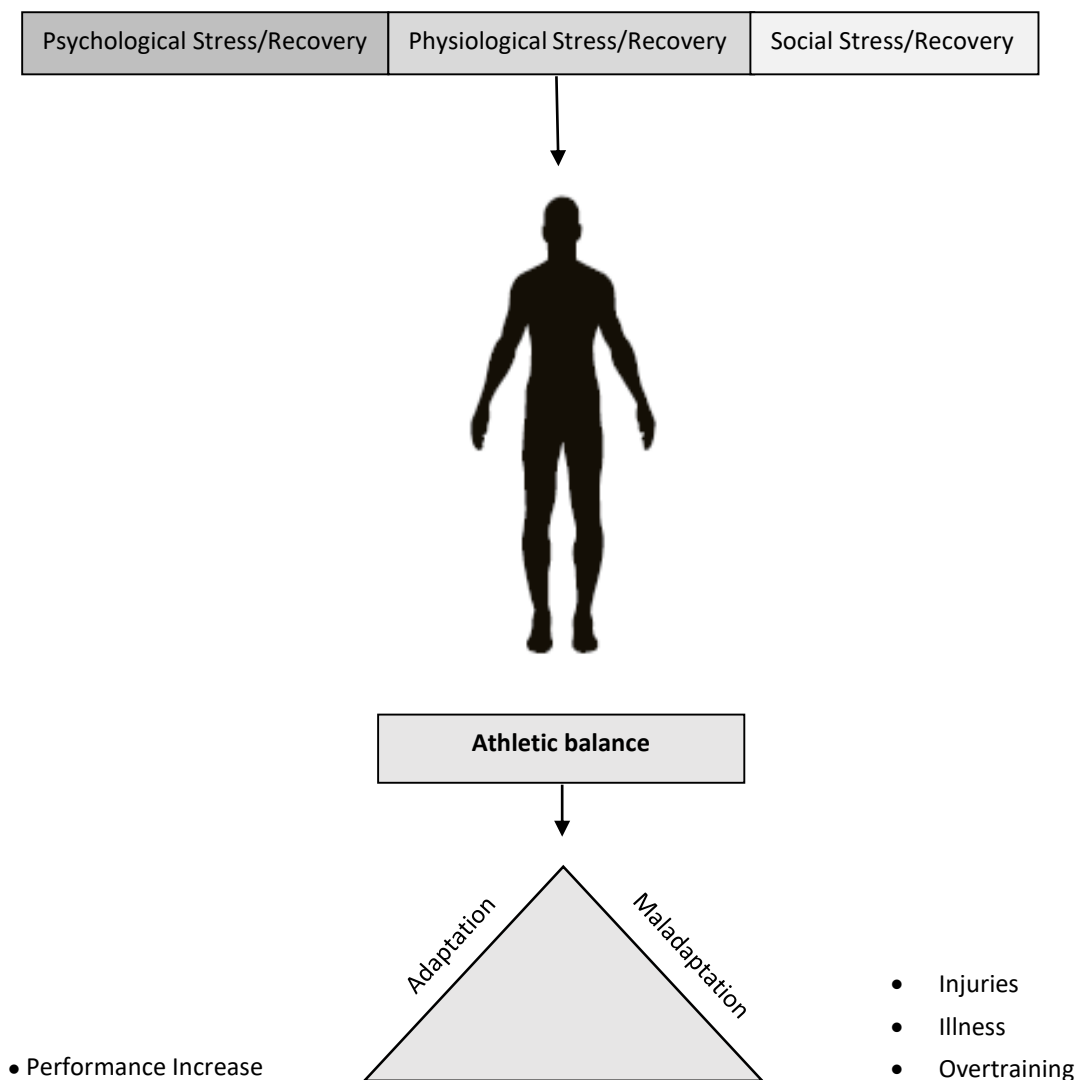 Psychological Stress/Recovery
Physiological Stress/Recovery
Social Stress/Recovery
Athletic balance
Adaptation
Maladaptation
• Performance Increase
• Injuries
• Illness
• Overtraining